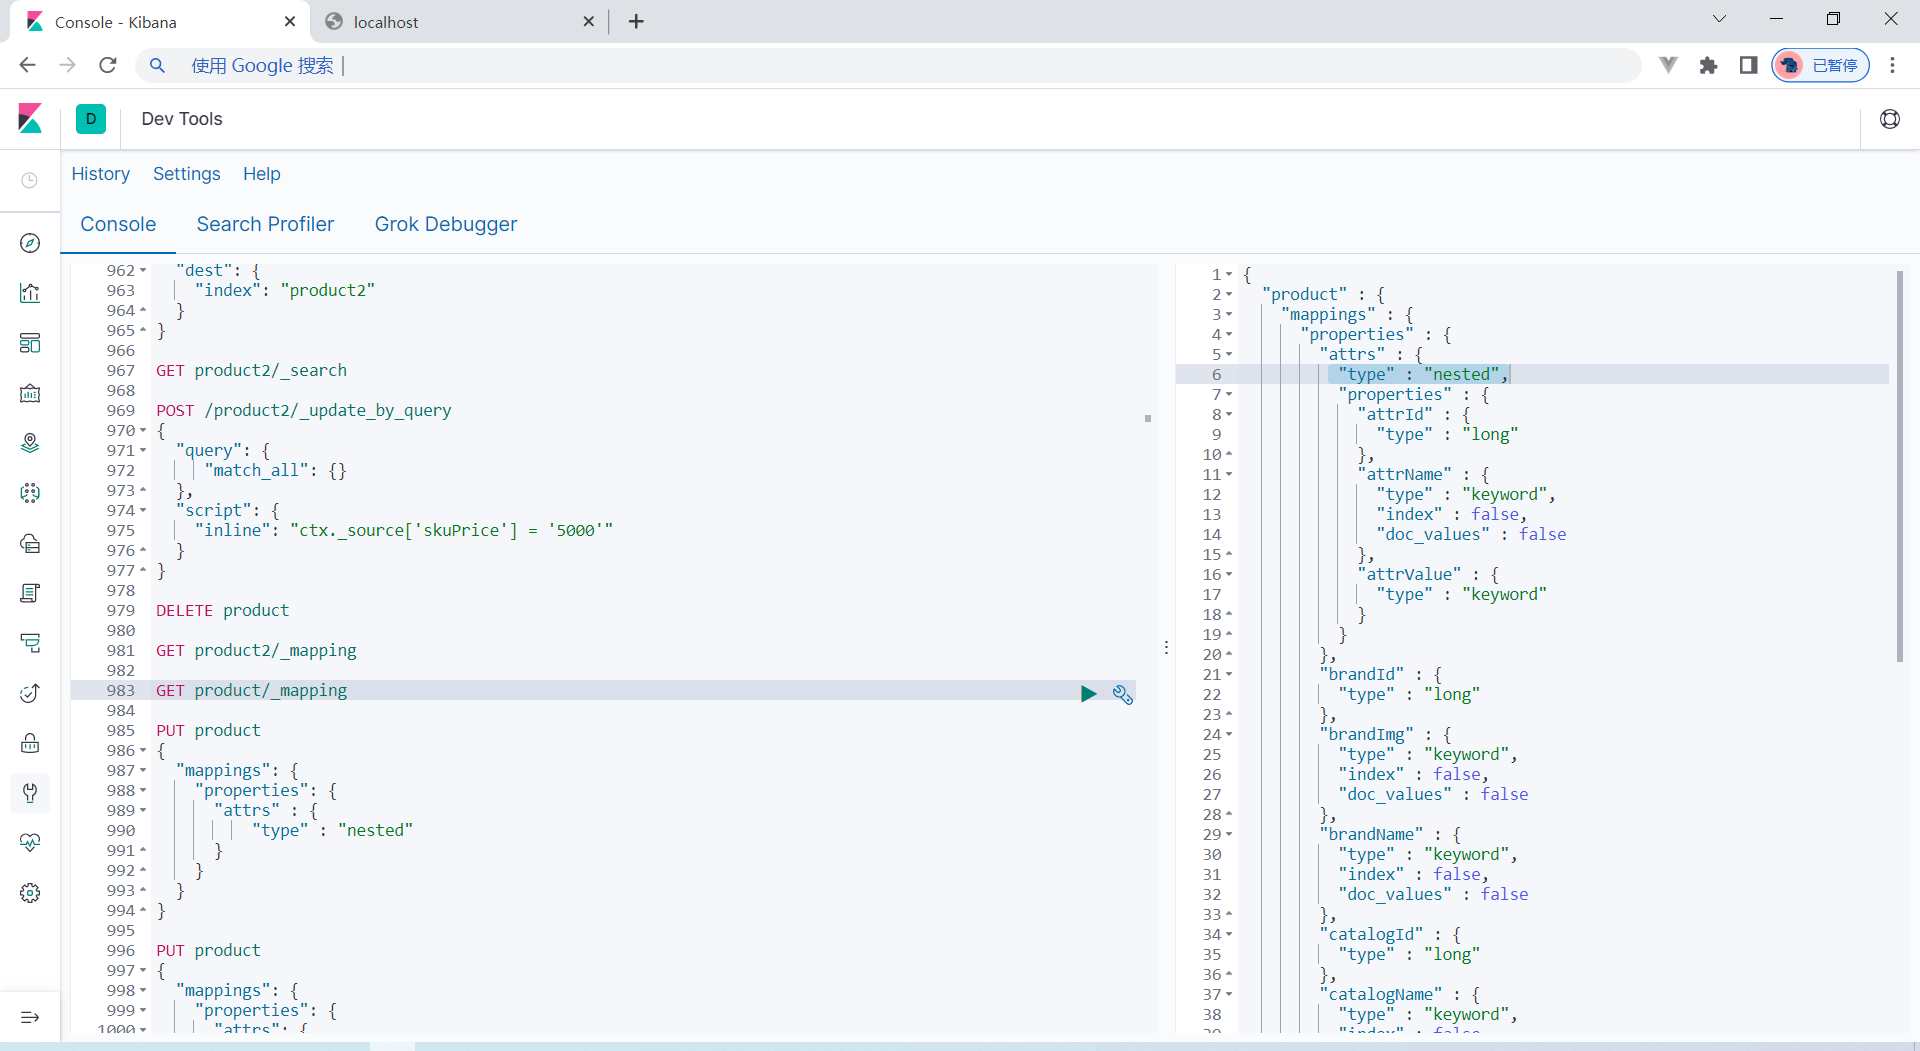 Console - Kibana
localhost
使用 Google 搜索
已暂停
D
Dev Tools
History Settings Help
Console Search Profiler Grok Debugger
962 "dest": {
963 "index": "product2"
964 }
965 }
966
967 GET product2/_search
968
969 POST /product2/_update_by_query
970 {
971 "query": {
972 "match_all": {}
973 },
974 "script": {
975 "inline": "ctx._source['skuPrice'] = '5000'"
976 }
977 }
978
979 DELETE product
980
981 GET product2/_mapping
982
983 GET product/_mapping
984
985 PUT product
986 {
987 "mappings": {
988 "properties": {
989 "attrs" : {
990 "type" : "nested"
991 }
992 }
993 }
994 }
995
996 PUT product
997 {
998 "mappings": {
999 "properties": {
1000 "attrs": {
1 {
2 "product" : {
3 "mappings" : {
4 "properties" : {
5 "attrs" : {
6 "type" : "nested",
7 "properties" : {
8 "attrId" : {
9 "type" : "long"
10 },
11 "attrName" : {
12 "type" : "keyword",
13 "index" : false,
14 "doc_values" : false
15 },
16 "attrValue" : {
17 "type" : "keyword"
18 }
19 }
20 },
21 "brandId" : {
22 "type" : "long"
23 },
24 "brandImg" : {
25 "type" : "keyword",
26 "index" : false,
27 "doc_values" : false
28 },
29 "brandName" : {
30 "type" : "keyword",
31 "index" : false,
32 "doc_values" : false
33 },
34 "catalogId" : {
35 "type" : "long"
36 },
37 "catalogName" : {
38 "type" : "keyword",
39 "index" : false